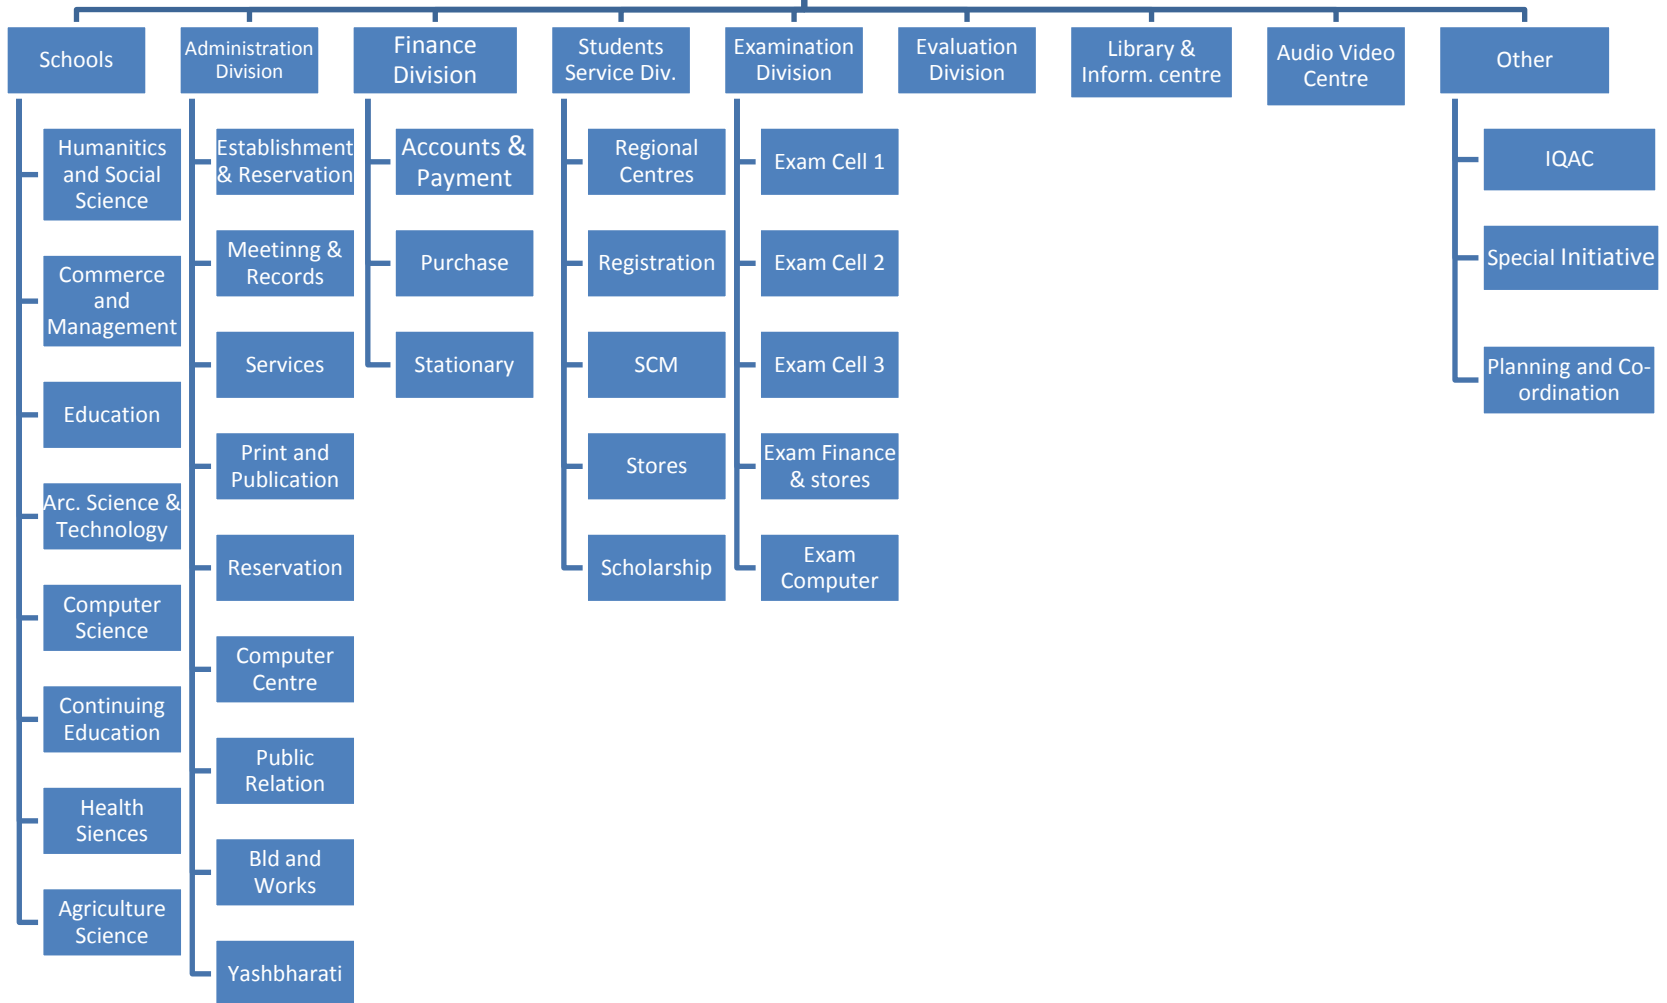 Schools
Administration
Division
Finance
Division
Students
Service Div.
Examination
Division
Evaluation
Division
Library &
Inform. centre
Audio Video
Centre
Other
Humanitics
and Social
Science
Commerce
and
Management
Education
Arc. Science &
Technology
Computer
Science
Continuing
Education
Health
Siences
Agriculture
Science
Establishment
& Reservation
Meetinng &
Records
Services
Print and
Publication
Reservation
Computer
Centre
Public
Relation
Bld and
Works
Yashbharati
Accounts &
Payment
Purchase
Stationary
Regional
Centres
Registration
SCM
Stores
Scholarship
Exam Cell 1
Exam Cell 2
Exam Cell 3
Exam Finance
& stores
Exam
Computer
IQAC
Special Initiative
Planning and Co-
ordination